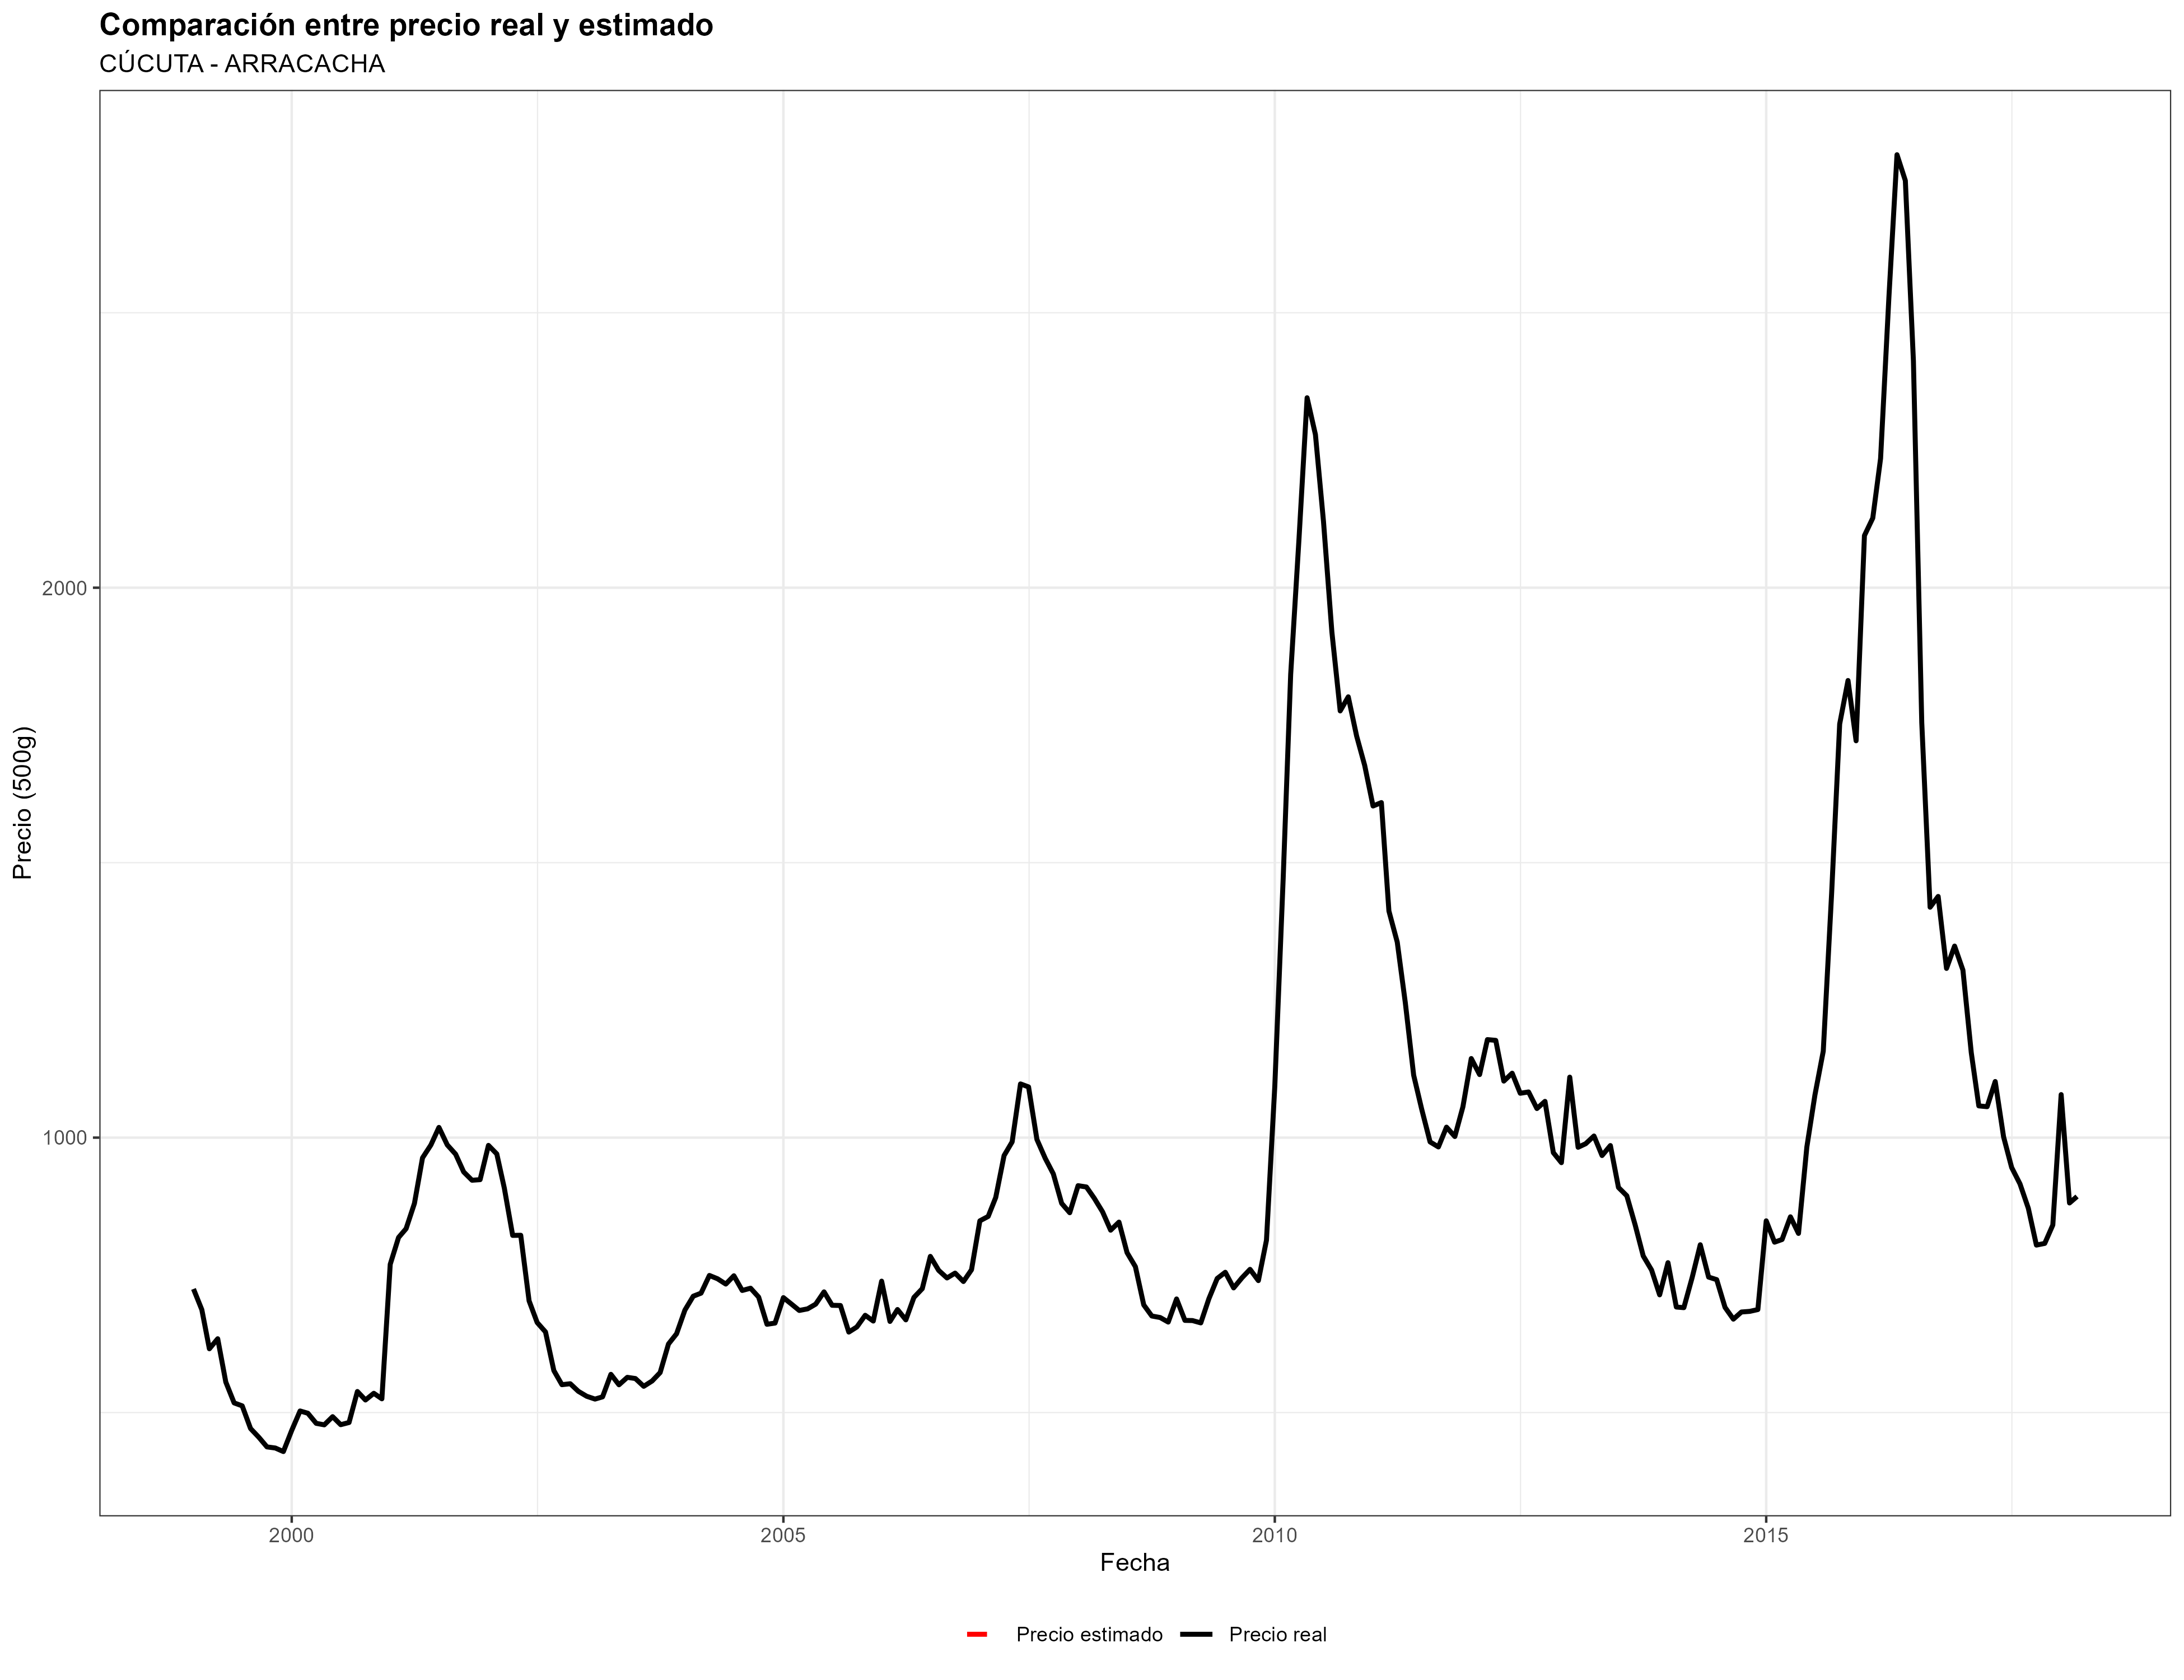 Comparación entre precio real y estimado
CÚCUTA - ARRACACHA
Precio (500g)
2000
1000
2000
2005
2010
2015
Fecha
Precio estimado
Precio real